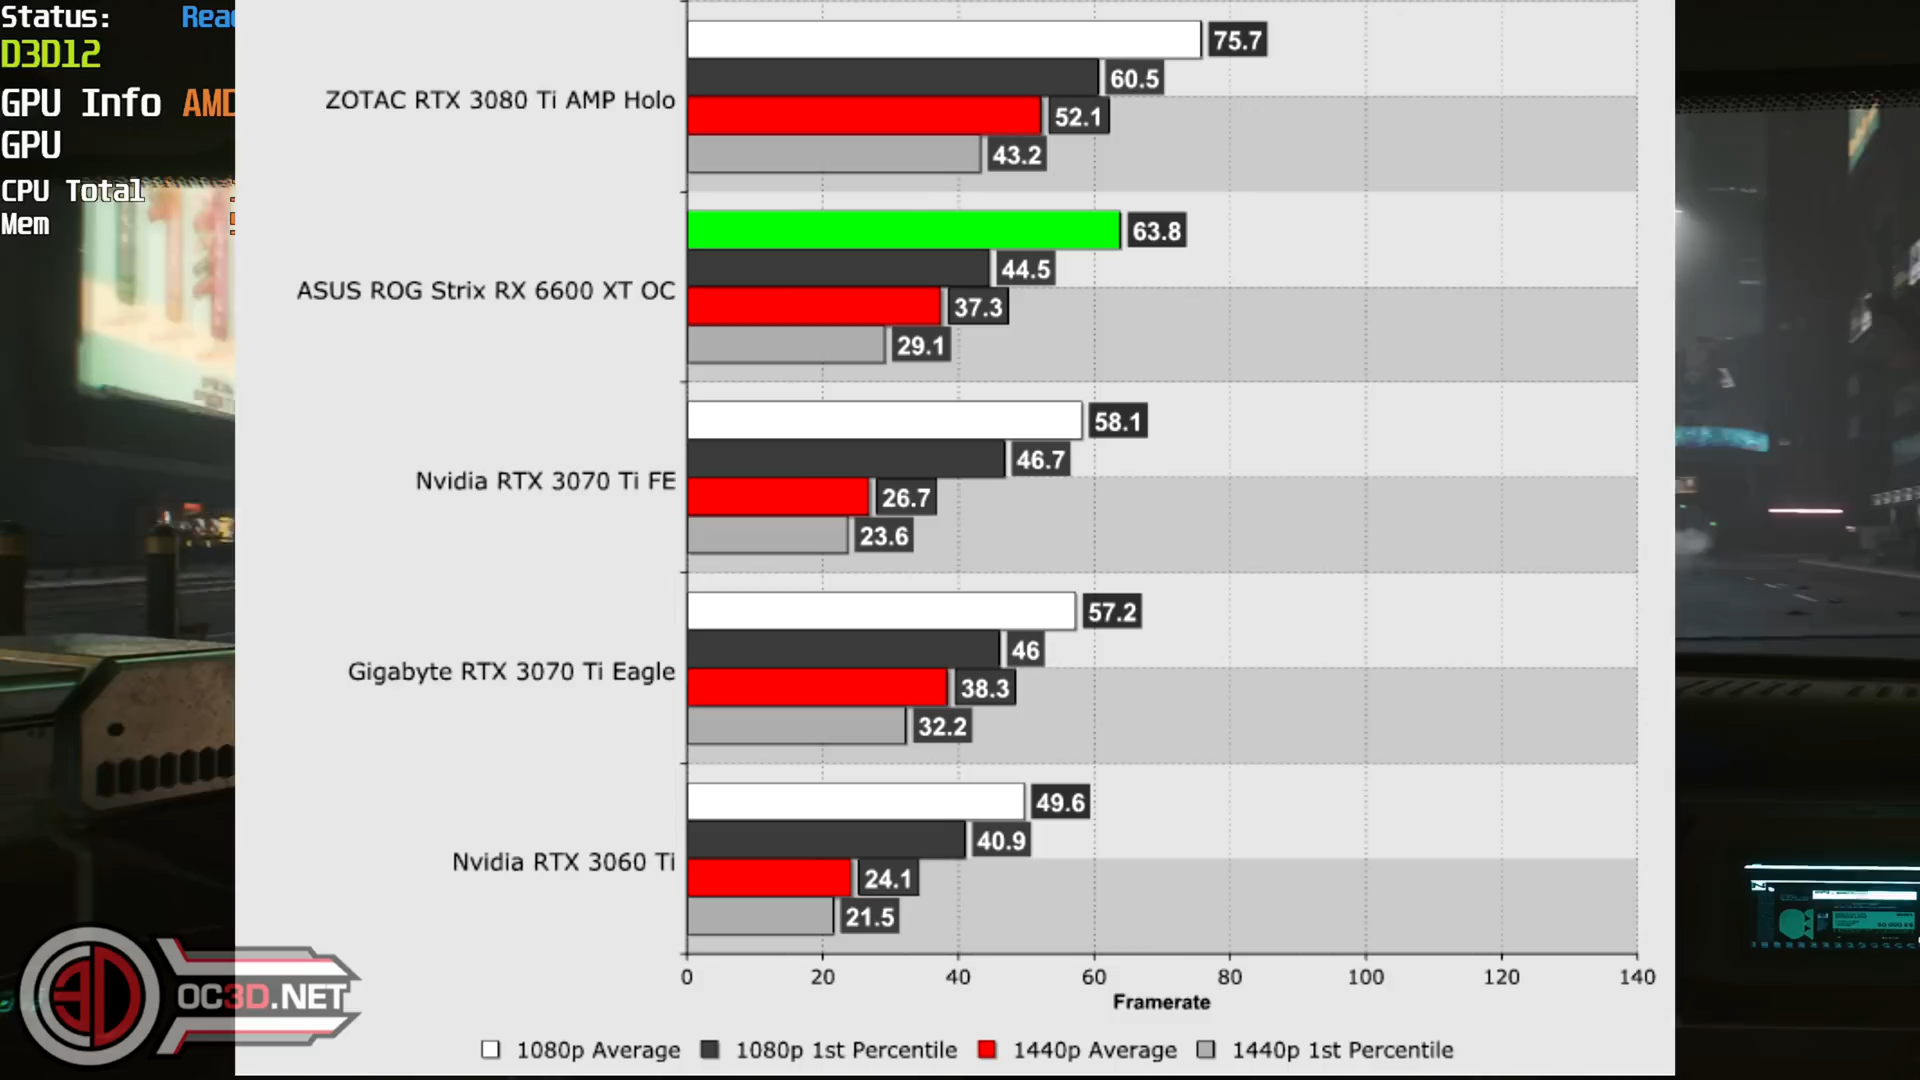 Status: Rea
D3D12
GPU Info AMD
GPU
CPU Total
Mem
ZOTAC RTX 3080 Ti AMP Holo
75.7
60.5
52.1
43.2
ASUS ROG Strix RX 6600 XT OC
63.8
44.5
37.3
29.1
Nvidia RTX 3070 Ti FE
58.1
46.7
26.7
23.6
Gigabyte RTX 3070 Ti Eagle
57.2
46
38.3
32.2
Nvidia RTX 3060 Ti
49.6
40.9
24.1
21.5
0 20 40 60 80 100 120 140
Framerate
1080p Average 1080p 1st Percentile 1440p Average 1440p 1st Percentile
OC3D.NET